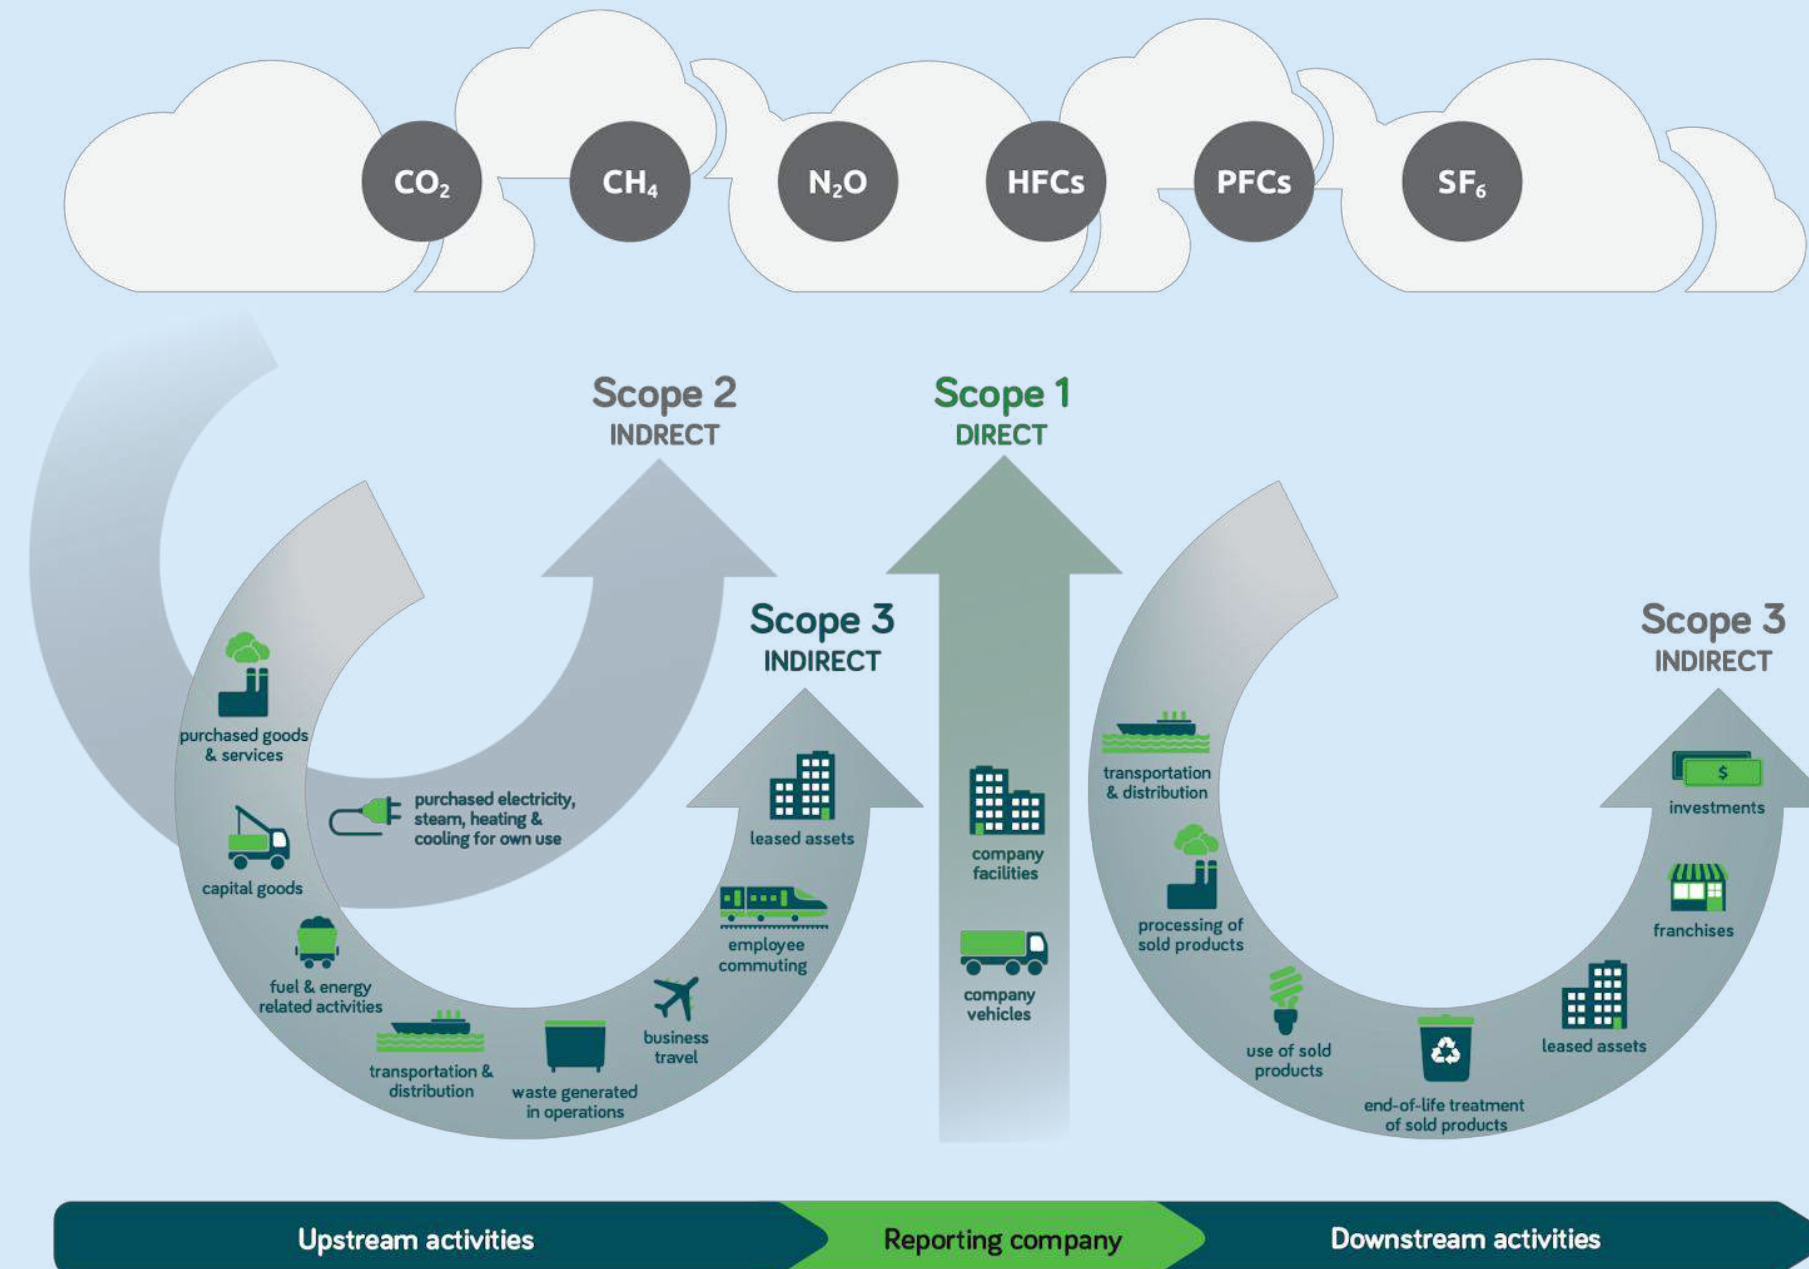 CO₂
CH₄
N₂O
HFCs
PFCs
SF₆
Scope 2
INDRECT
Scope 1
DIRECT
Scope 3
INDIRECT
Scope 3
INDIRECT
purchased goods
& services
capital goods
fuel & energy
related activities
transportation &
distribution
waste generated
in operations
business
travel
employee
commuting
leased assets
purchased electricity,
steam, heating &
cooling for own use
company
facilities
company
vehicles
transportation
& distribution
processing of
sold products
use of sold
products
end-of-life treatment
of sold products
leased assets
franchises
$
investments
Upstream activities
Reporting company
Downstream activities